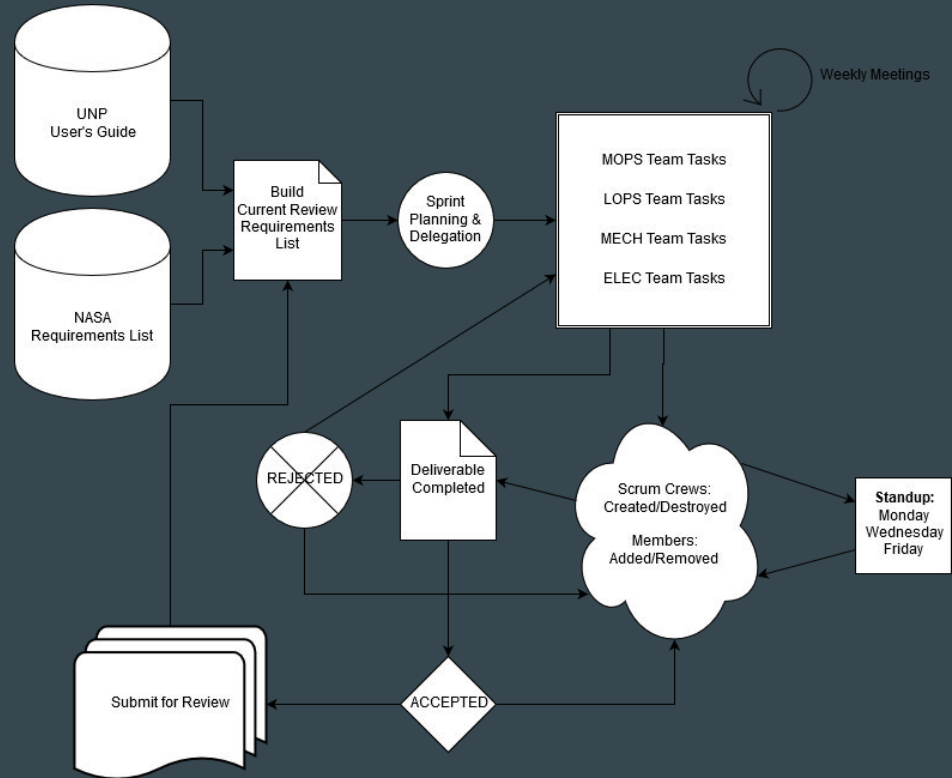 UNP
User's Guide
Weekly Meetings
Build
Current Review
Requirements
List
Sprint
Planning &
Delegation
MOPS Team Tasks
LOPS Team Tasks
MECH Team Tasks
ELEC Team Tasks
NASA
Requirements List
REJECTED
Deliverable
Completed
Scrum Crews:
Created/Destroyed
Members:
Added/Removed
Standup:
Monday
Wednesday
Friday
Submit for Review
ACCEPTED